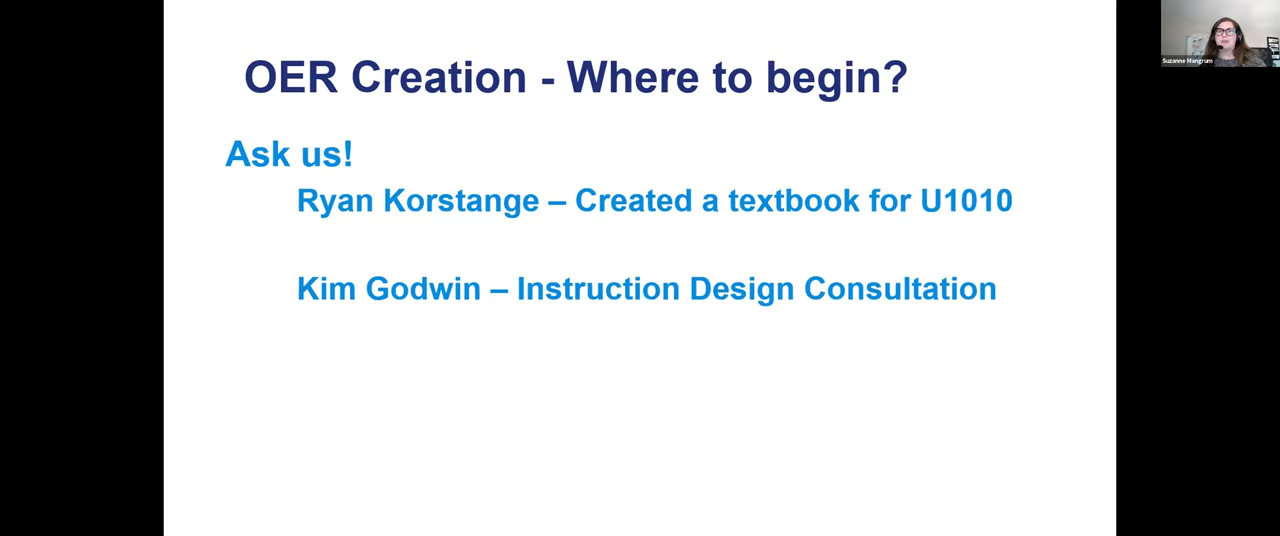 OER Creation - Where to begin?
Ask us!
Ryan Korstange – Created a textbook for U1010
Kim Godwin – Instruction Design Consultation
Suzanne Mangrum